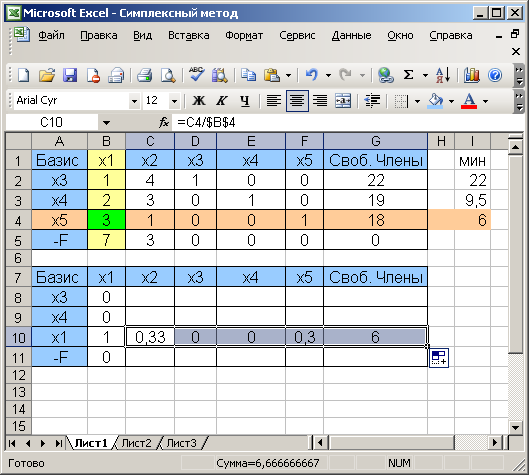 Microsoft Excel - Симплексный метод
Файл Правка Вид Вставка Формат Сервис Данные Окно Справка
Arial Cyr 12 Ж К Ч
C10 fx =C4/$B$4
A B C D E F G H I
1 Базис x1 x2 x3 x4 x5 Своб. Члены мин
2 x3 1 4 1 0 0 22 22
3 x4 2 3 0 1 0 19 9,5
4 x5 3 1 0 0 1 18 6
5 -F 7 3 0 0 0 0
6
7 Базис x1 x2 x3 x4 x5 Своб. Члены
8 x3 0
9 x4 0
10 x1 1 0,33 0 0 0,3 6
11 -F 0
12
13
14
15
Лист1 Лист2 Лист3
Готово Сумма=6,666666667 NUM